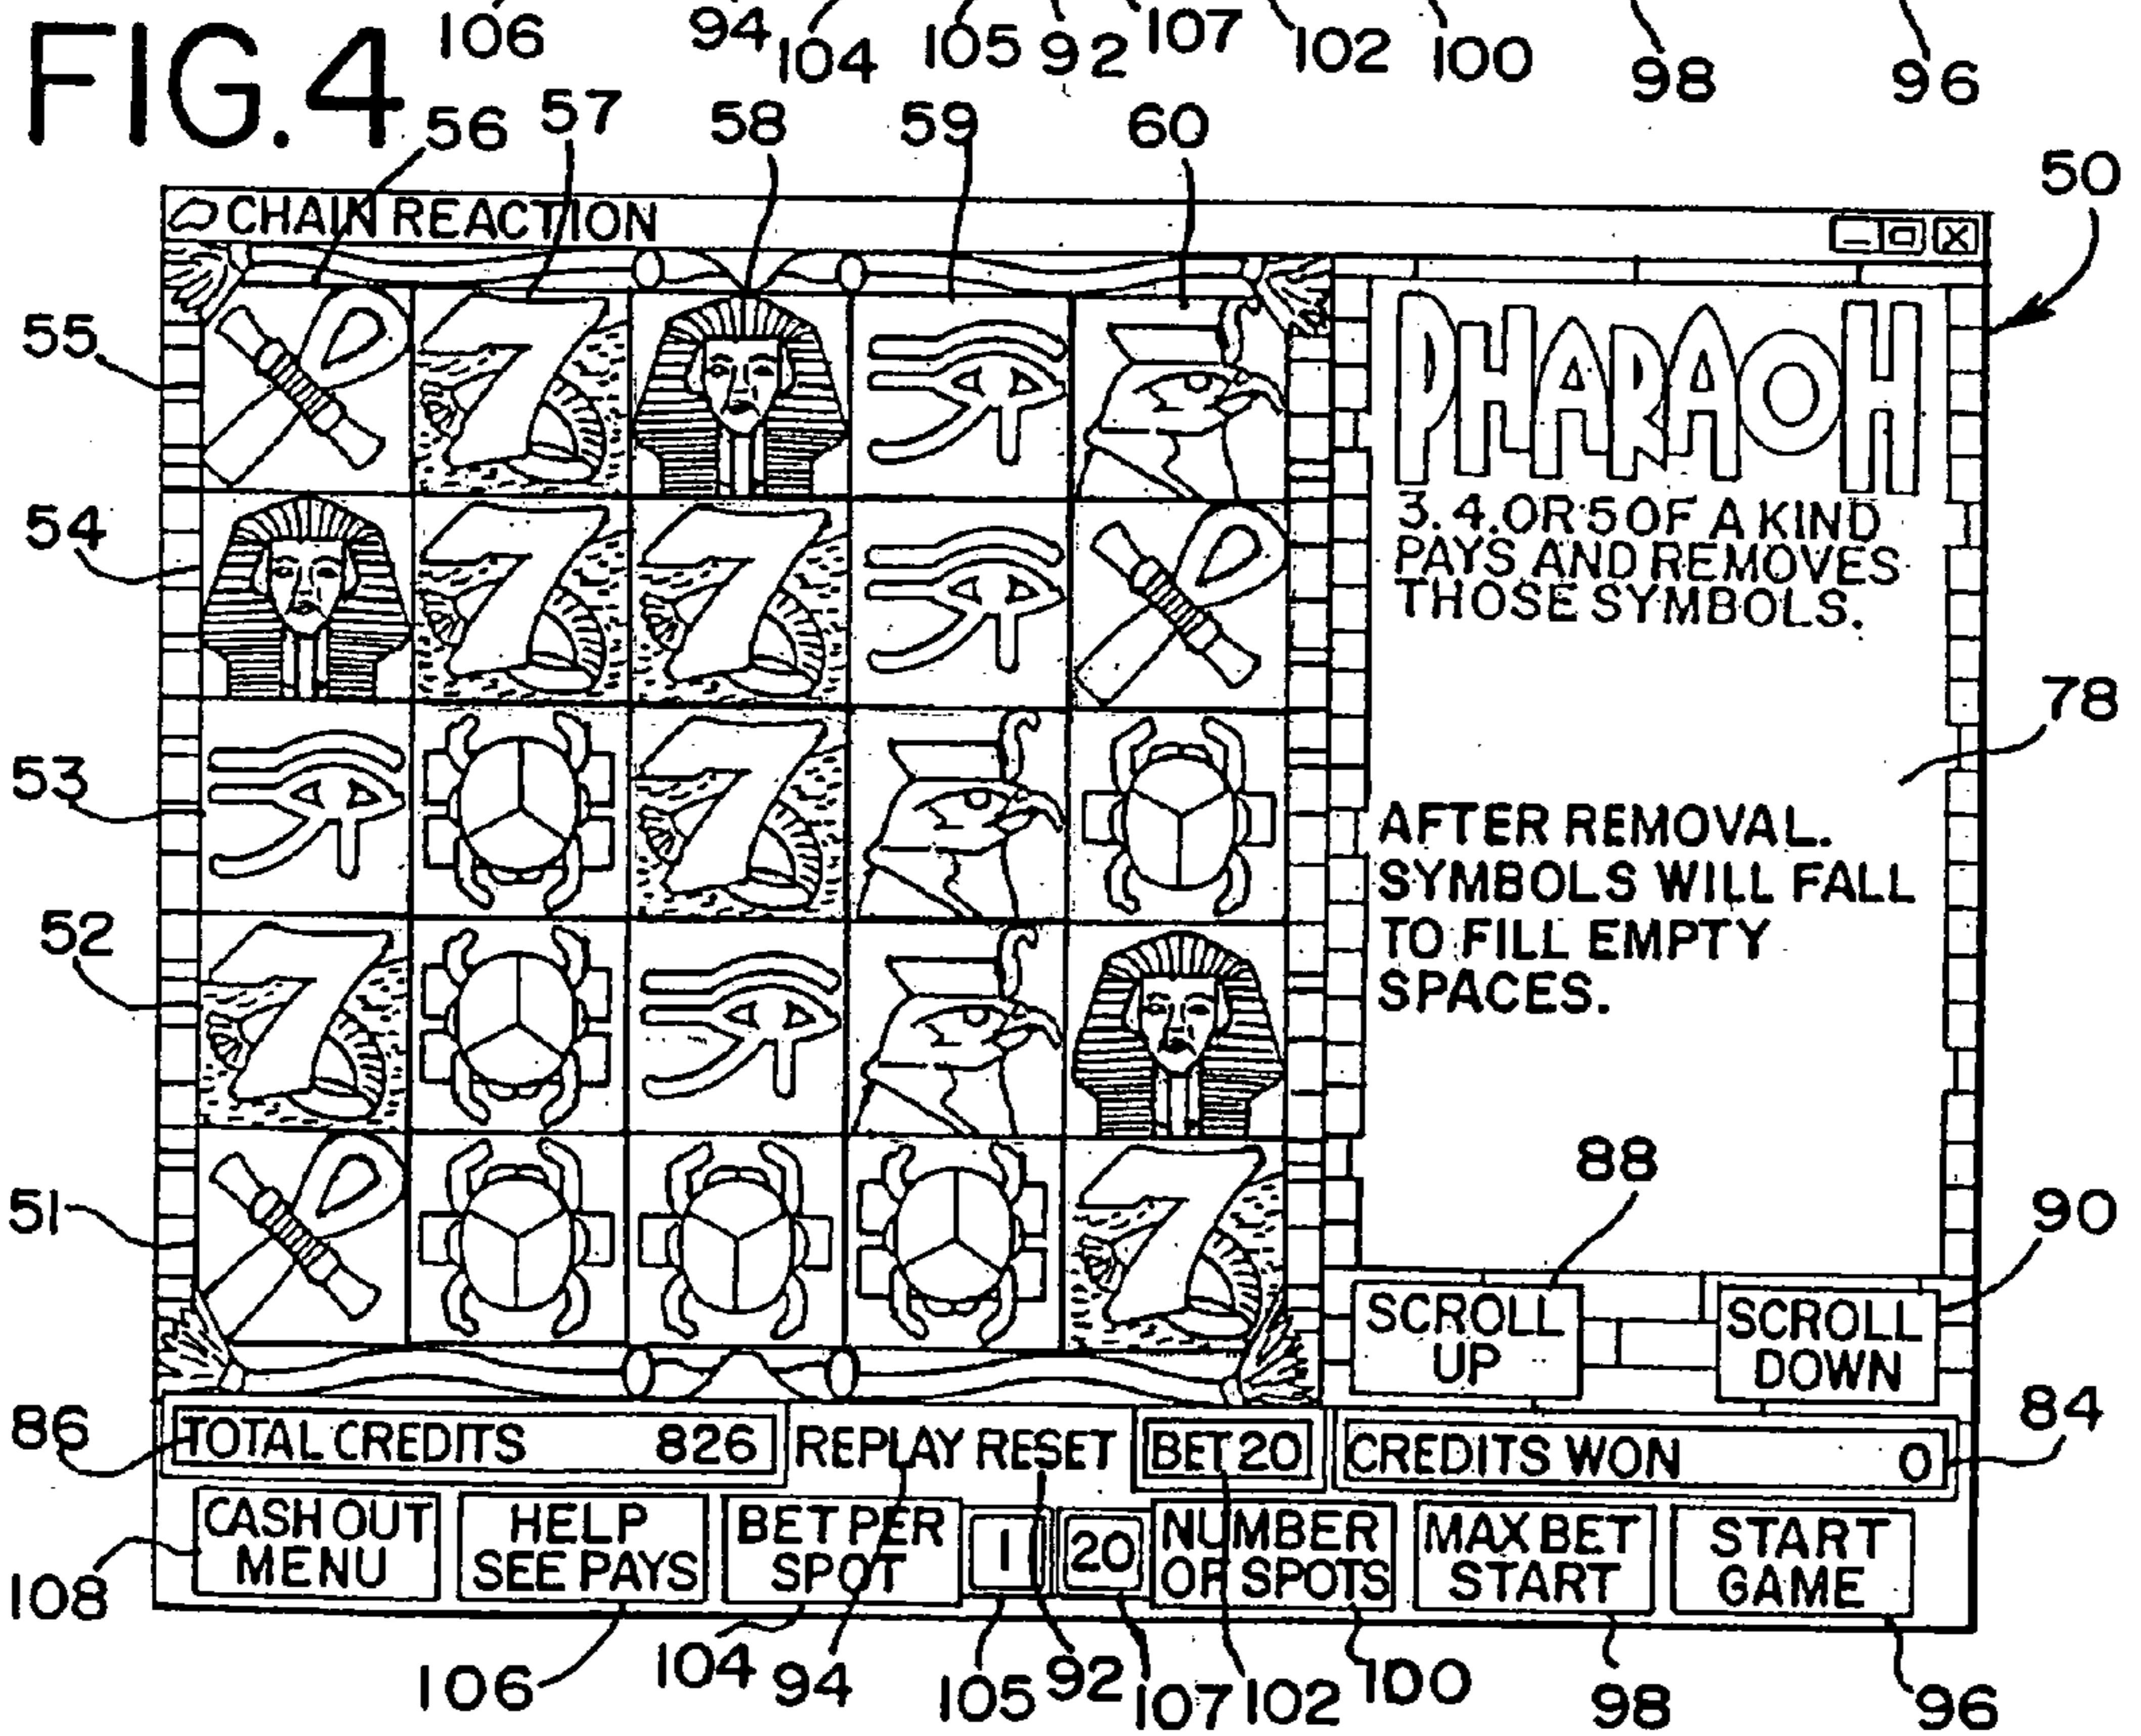 106 94 104 105 92 107 102 100 98 96
FIG. 4
56 57 58 59 60
50
CHAIN REACTION
55
PHARAOH
3. 4. OR 5 OF A KIND
PAYS AND REMOVES
THOSE SYMBOLS.
54
78
53
AFTER REMOVAL.
SYMBOLS WILL FALL
TO FILL EMPTY
SPACES.
52
88
90
51
SCROLL
UP
SCROLL
DOWN
86
TOTAL CREDITS 826 REPLAY RESET BET 20 CREDITS WON 0
84
CASH OUT
MENU
HELP
SEE PAYS
BET PER
SPOT
1
20
NUMBER
OF SPOTS
MAX BET
START
START
GAME
108
106 104 94 105 92 107 102 100 98 96